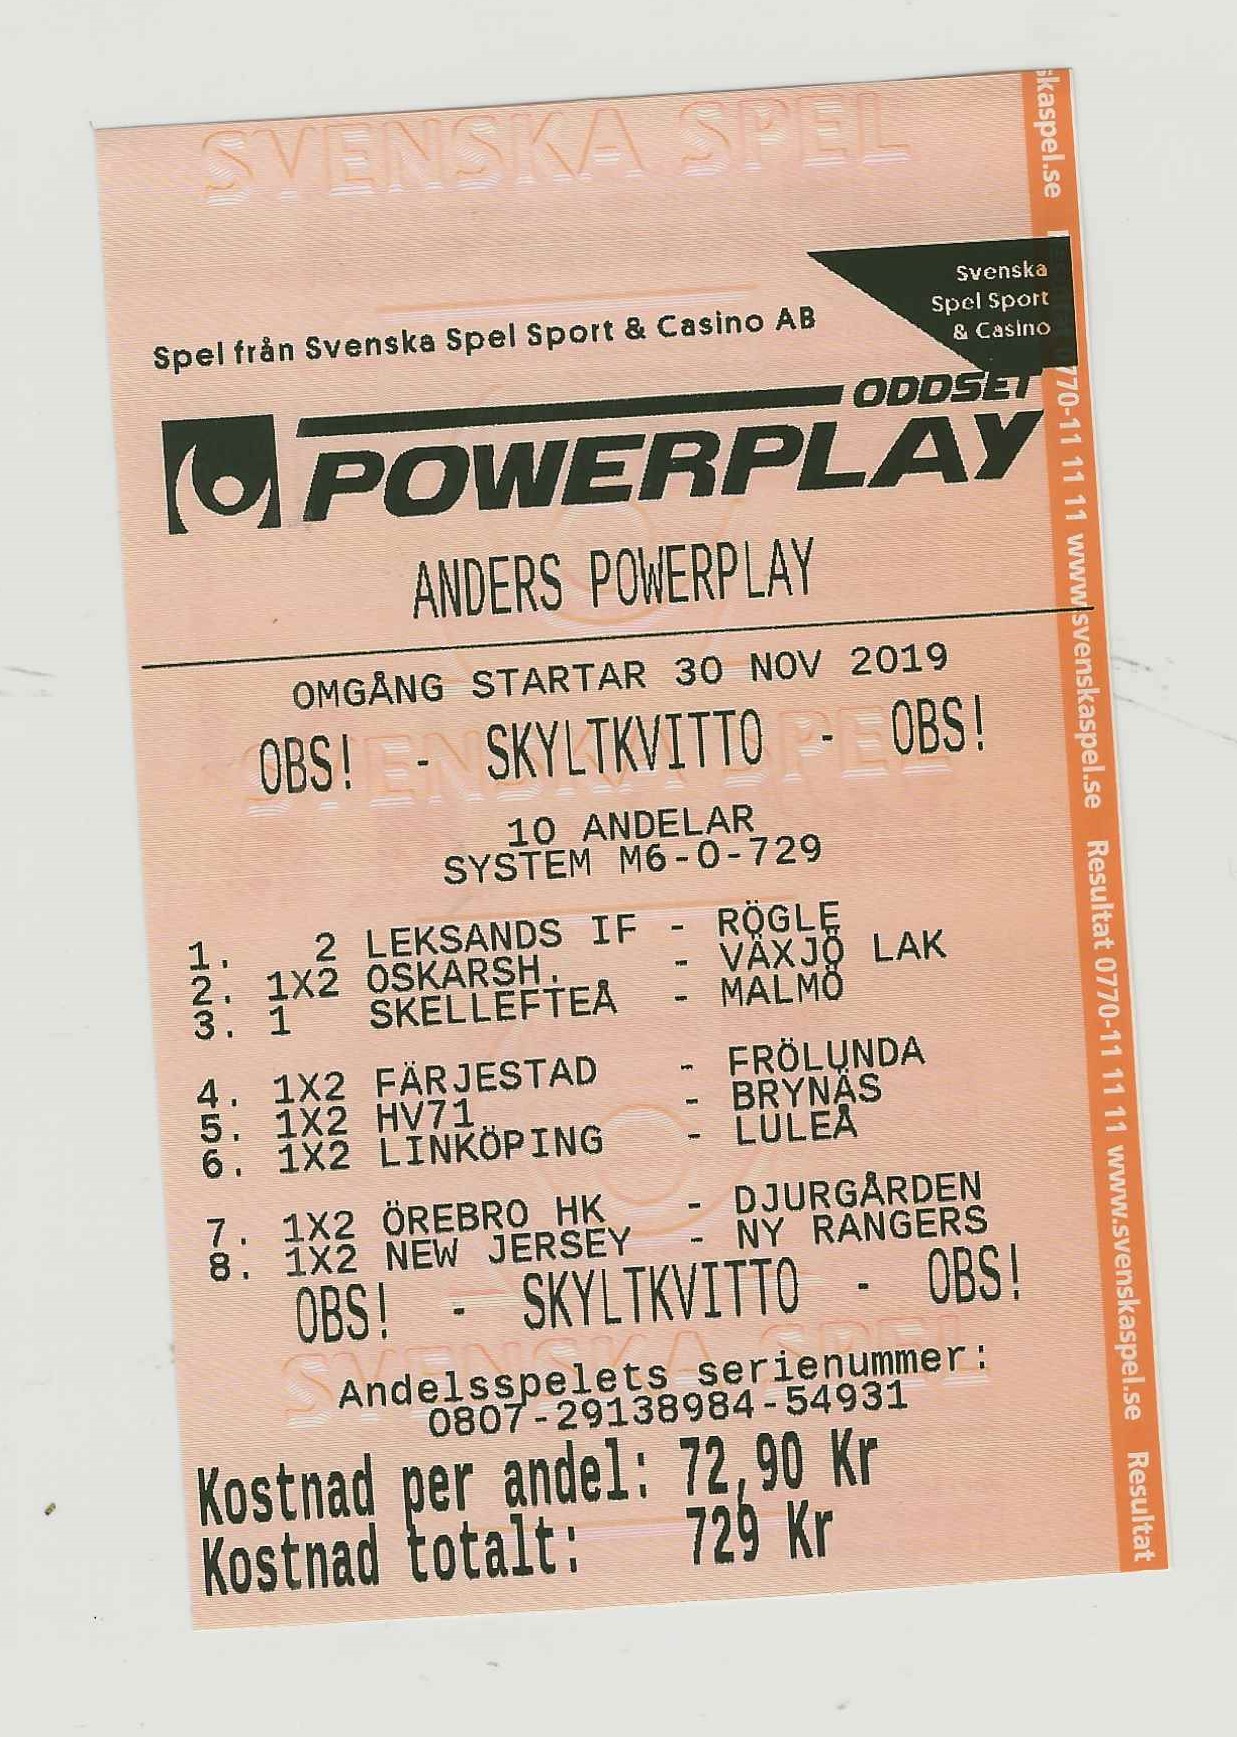 SVENSKA SPEL
Svenska
Spel Sport
& Casino
Spel från Svenska Spel Sport & Casino AB
ODDSET
POWERPLAY
ANDERS POWERPLAY
OMGÅNG STARTAR 30 NOV 2019
OBS! - SKYLTKVITTO - OBS!
SVENSKA SPEL
10 ANDELAR
SYSTEM M6-0-729
1. 2 LEKSANDS IF - RÖGLE
2. 1X2 OSKARSH. - VÄXJÖ LAK
3. 1 SKELLEFTEÅ - MALMÖ
4. 1X2 FÄRJESTAD - FRÖLUNDA
5. 1X2 HV71 - BRYNÄS
6. 1X2 LINKÖPING - LULEÅ
7. 1X2 ÖREBRO HK - DJURGÅRDEN
8. 1X2 NEW JERSEY - NY RANGERS
OBS! - SKYLTKVITTO - OBS!
SVENSKA SPEL
Andelsspelets serienummer:
0807-29138984-54931
Kostnad per andel: 72,90 Kr
Kostnad totalt: 729 Kr
skaspel.se
770-11 11 11 www.svenskaspel.se Resultat 0770-11 11 11 www.svenskaspel.se Resultat